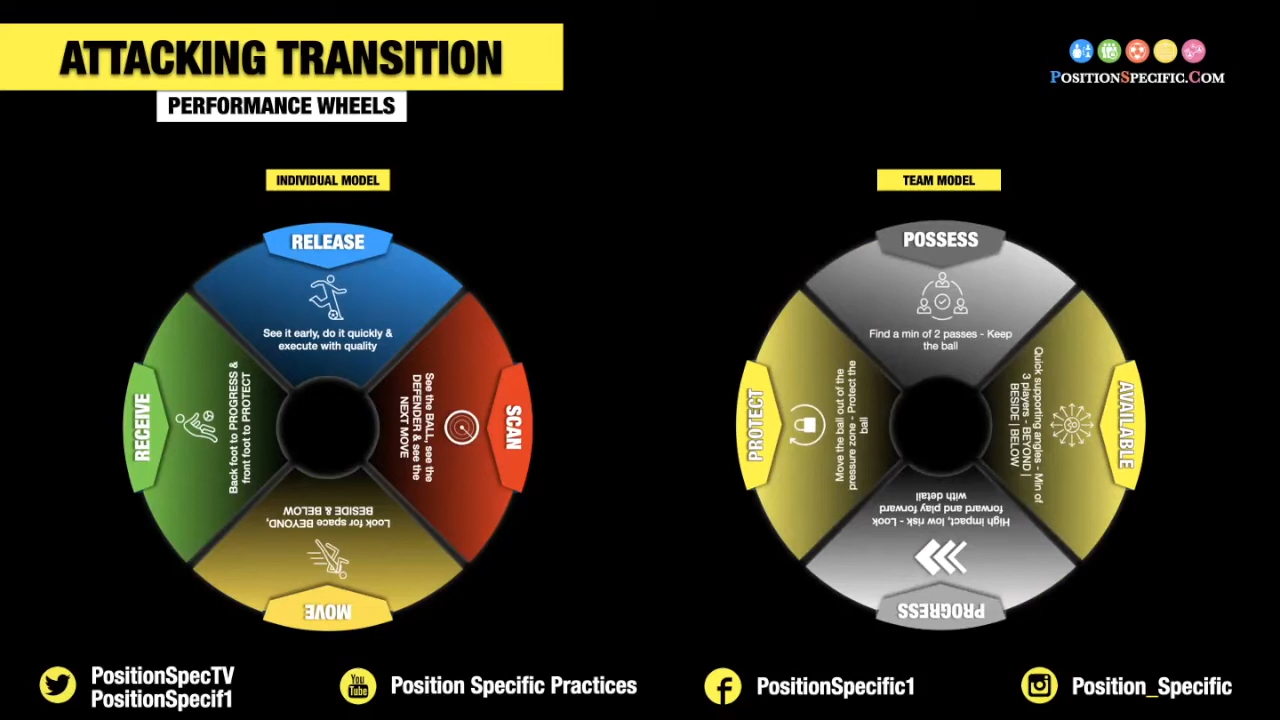 ATTACKING TRANSITION
PERFORMANCE WHEELS
POSITIONSPECIFIC.COM
INDIVIDUAL MODEL
RELEASE
See it early, do it quickly &
execute with quality
SCAN
See the BALL, see the
DEFENDER & see the
NEXT MOVE
MOVE
Look for space BEYOND,
BESIDE & BELOW
RECEIVE
Back foot to PROGRESS &
front foot to PROTECT
TEAM MODEL
POSSESS
Find a min of 2 passes - Keep
the ball
AVAILABLE
Quick supporting angles - Min of
3 players - BEYOND |
BESIDE | BELOW
PROGRESS
High impact, low risk - Look
forward and play forward
with detail
PROTECT
Move the ball out of the
pressure zone - Protect the
ball
PositionSpecTV
PositionSpecif1
You
Tube
Position Specific Practices
PositionSpecific1
Position_Specific